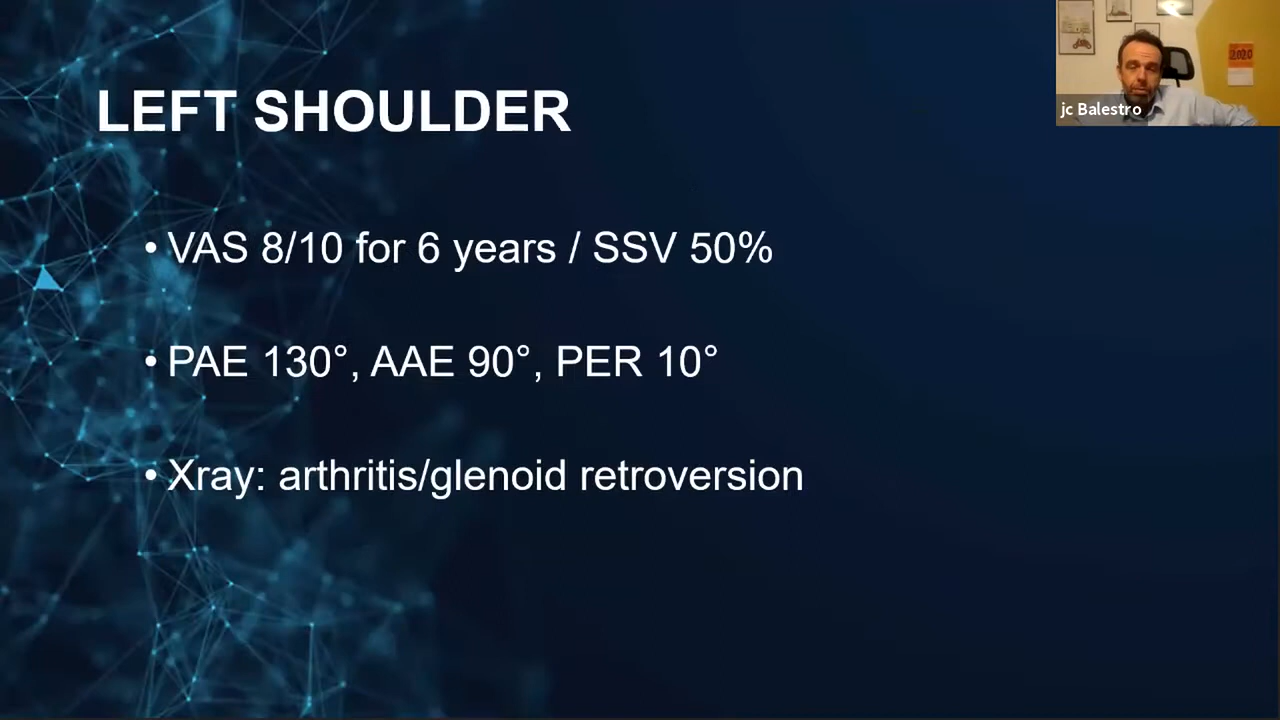 LEFT SHOULDER
• VAS 8/10 for 6 years / SSV 50%
• PAE 130°, AAE 90°, PER 10°
• Xray: arthritis/glenoid retroversion
jc Balestro
2020